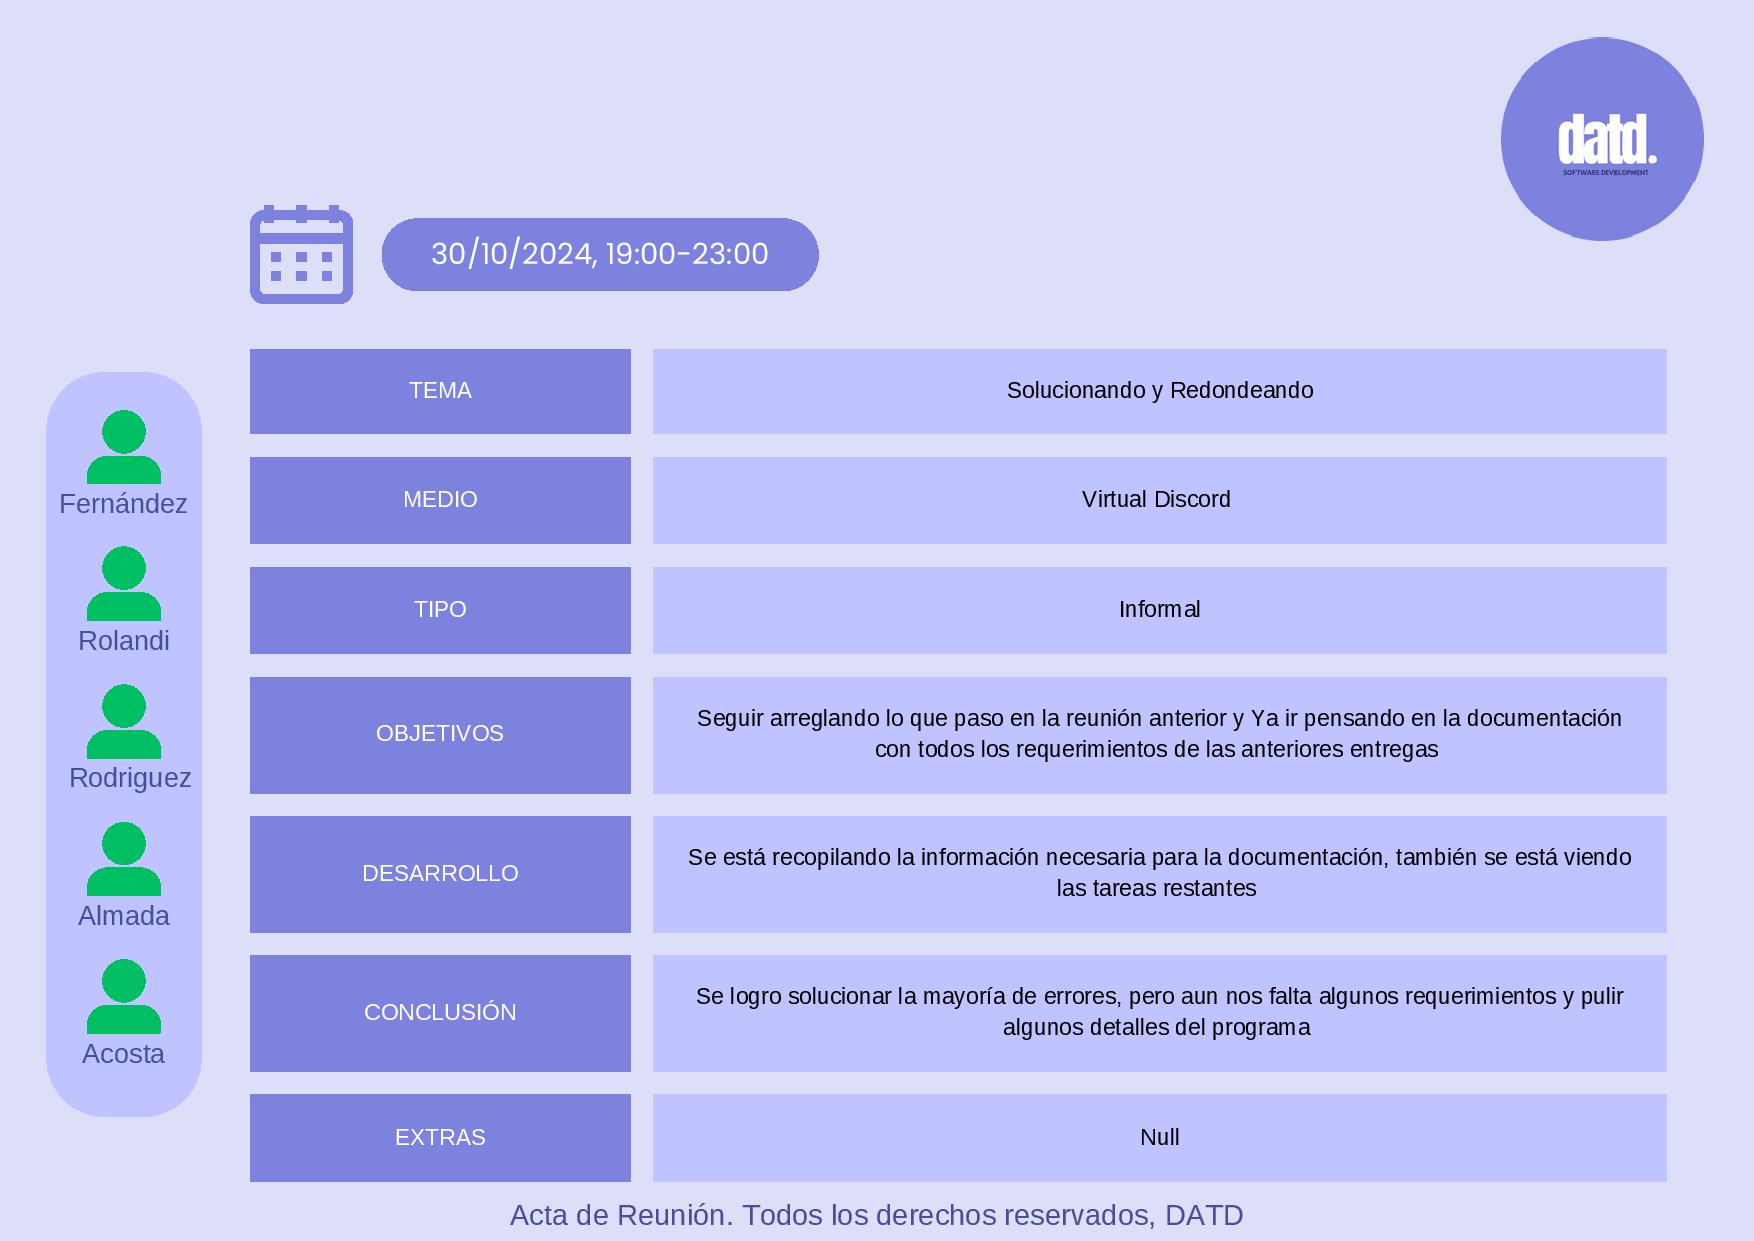 datd.
SOFTWARE DEVELOPMENT
30/10/2024, 19:00-23:00
Fernández
Rolandi
Rodriguez
Almada
Acosta
TEMA
Solucionando y Redondeando
MEDIO
Virtual Discord
TIPO
Informal
OBJETIVOS
Seguir arreglando lo que paso en la reunión anterior y Ya ir pensando en la documentación
con todos los requerimientos de las anteriores entregas
DESARROLLO
Se está recopilando la información necesaria para la documentación, también se está viendo
las tareas restantes
CONCLUSIÓN
Se logro solucionar la mayoría de errores, pero aun nos falta algunos requerimientos y pulir
algunos detalles del programa
EXTRAS
Null
Acta de Reunión. Todos los derechos reservados, DATD